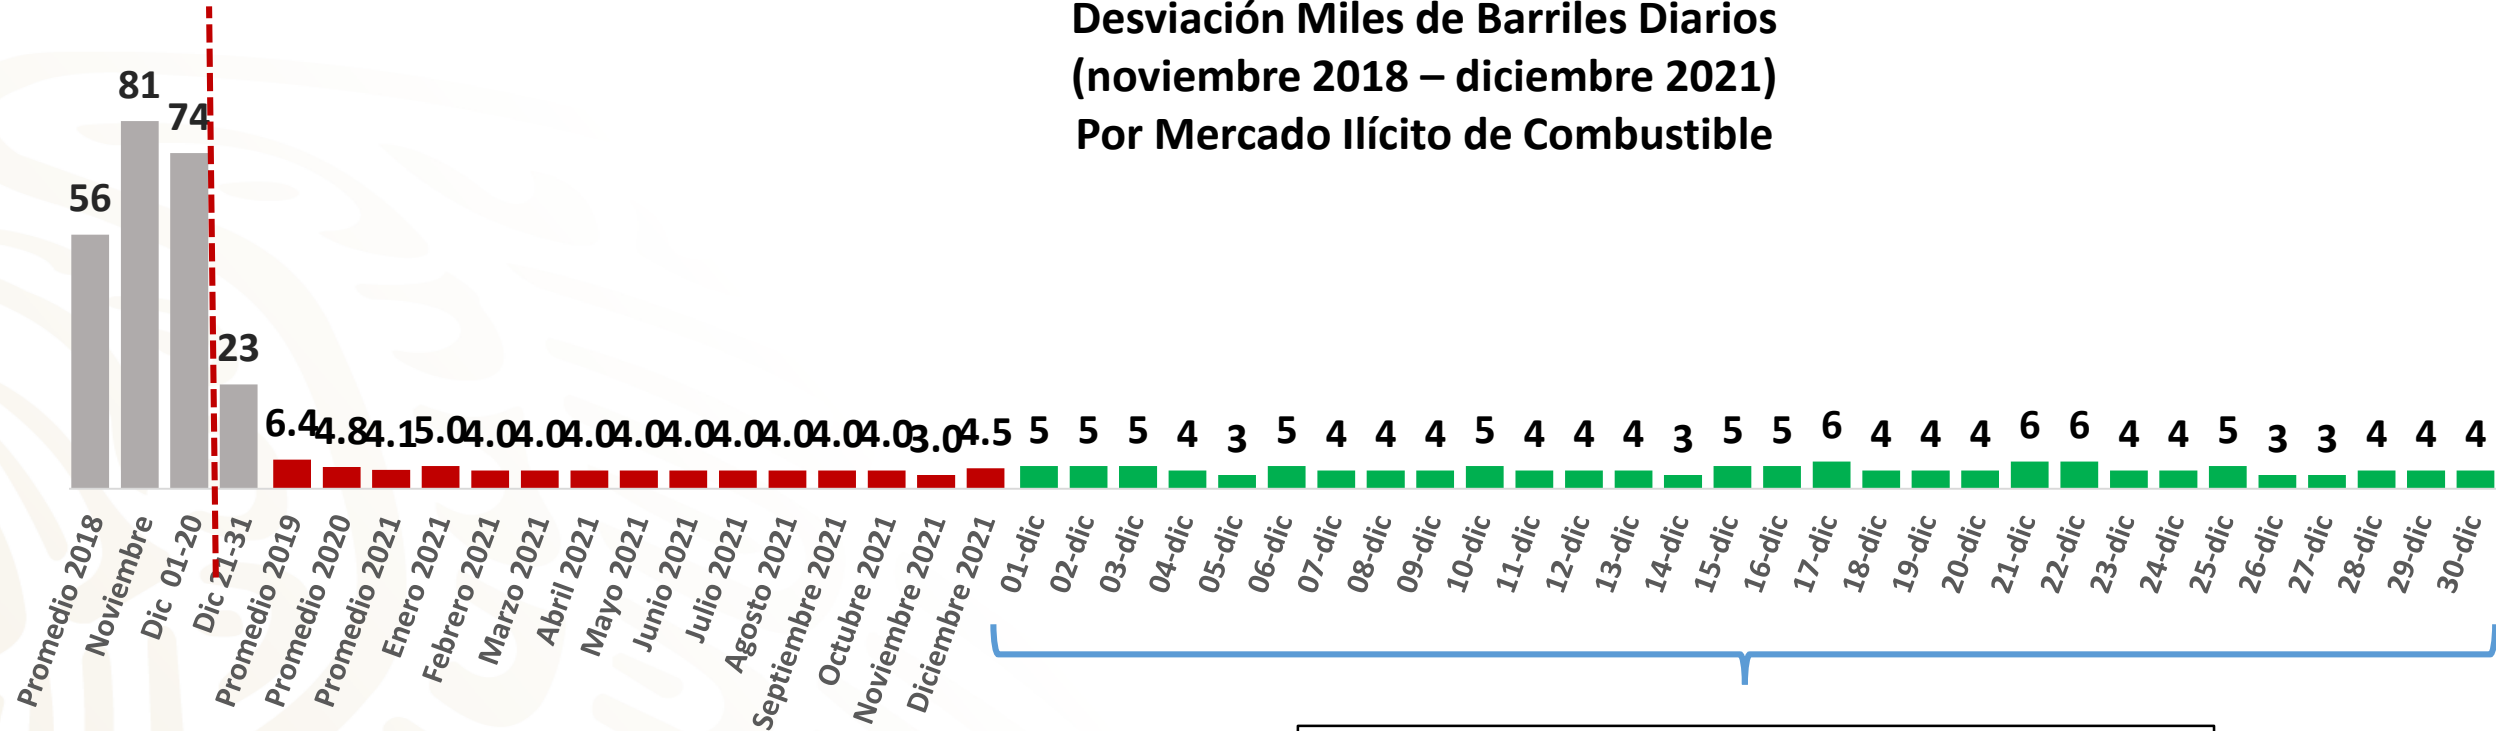 Desviación Miles de Barriles Diarios
(noviembre 2018 – diciembre 2021)
Por Mercado Ilícito de Combustible
56
81
74
23
6.4
4.8
4.1
5.0
4.0
4.0
4.0
4.0
4.0
4.0
4.0
4.0
4.0
3.0
4.5
5
5
5
4
3
5
4
4
4
5
4
4
4
3
5
5
6
4
4
4
6
6
4
4
5
3
3
4
4
4
Promedio 2018
Noviembre
Dic 01-20
Dic 21-31
Promedio 2019
Promedio 2020
Promedio 2021
Enero 2021
Febrero 2021
Marzo 2021
Abril 2021
Mayo 2021
Junio 2021
Julio 2021
Agosto 2021
Septiembre 2021
Octubre 2021
Noviembre 2021
Diciembre 2021
01-dic
02-dic
03-dic
04-dic
05-dic
06-dic
07-dic
08-dic
09-dic
10-dic
11-dic
12-dic
13-dic
14-dic
15-dic
16-dic
17-dic
18-dic
19-dic
20-dic
21-dic
22-dic
23-dic
24-dic
25-dic
26-dic
27-dic
28-dic
29-dic
30-dic